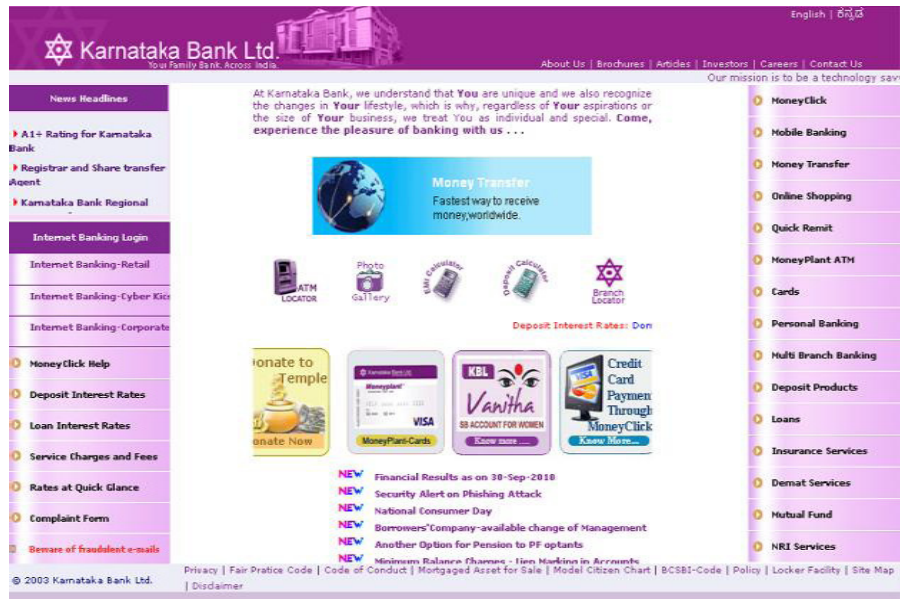 English | ಕನ್ನಡ
Karnataka Bank Ltd.
Your Family Bank. Across India.
About Us | Brochures | Articles | Investors | Careers | Contact Us
Our mission is to be a technology savv
News Headlines
A1+ Rating for Karnataka
Bank
Registrar and Share transfer
Agent
Karnataka Bank Regional
Internet Banking Login
Internet Banking-Retail
Internet Banking-Cyber Kios
Internet Banking-Corporate
MoneyClick Help
Deposit Interest Rates
Loan Interest Rates
Service Charges and Fees
Rates at Quick Glance
Complaint Form
Beware of fraudulent e-mails
At Karnataka Bank, we understand that You are unique and we also recognize
the changes in Your lifestyle, which is why, regardless of Your aspirations or
the size of Your business, we treat You as individual and special. Come,
experience the pleasure of banking with us . . .
Money Transfer
Fastest way to receive
money,worldwide.
ATM
LOCATOR
Photo
Gallery
EMI Calculator
Deposit Calculator
Branch
Locator
Deposit Interest Rates: Dom
onate to
Temple
onate Now
Karnataka Bank Ltd.
Moneyplant
VISA
MoneyPlant-Cards
KBL
Vanitha
SB ACCOUNT FOR WOMEN
Know more .....
VISA
Credit
Card
Paymen
Through
MoneyClick
Know More...
NEW Financial Results as on 30-Sep-2010
NEW Security Alert on Phishing Attack
NEW National Consumer Day
NEW Borrowers'Company-available change of Management
NEW Another Option for Pension to PF optants
NEW Minimum Balance Charges - Lien Marking in Accounts
MoneyClick
Mobile Banking
Money Transfer
Online Shopping
Quick Remit
MoneyPlant ATM
Cards
Personal Banking
Multi Branch Banking
Deposit Products
Loans
Insurance Services
Demat Services
Mutual Fund
NRI Services
© 2003 Karnataka Bank Ltd.
Privacy | Fair Pratice Code | Code of Conduct | Mortgaged Asset for Sale | Model Citizen Chart | BCSBI-Code | Policy | Locker Facility | Site Map
| Disclaimer